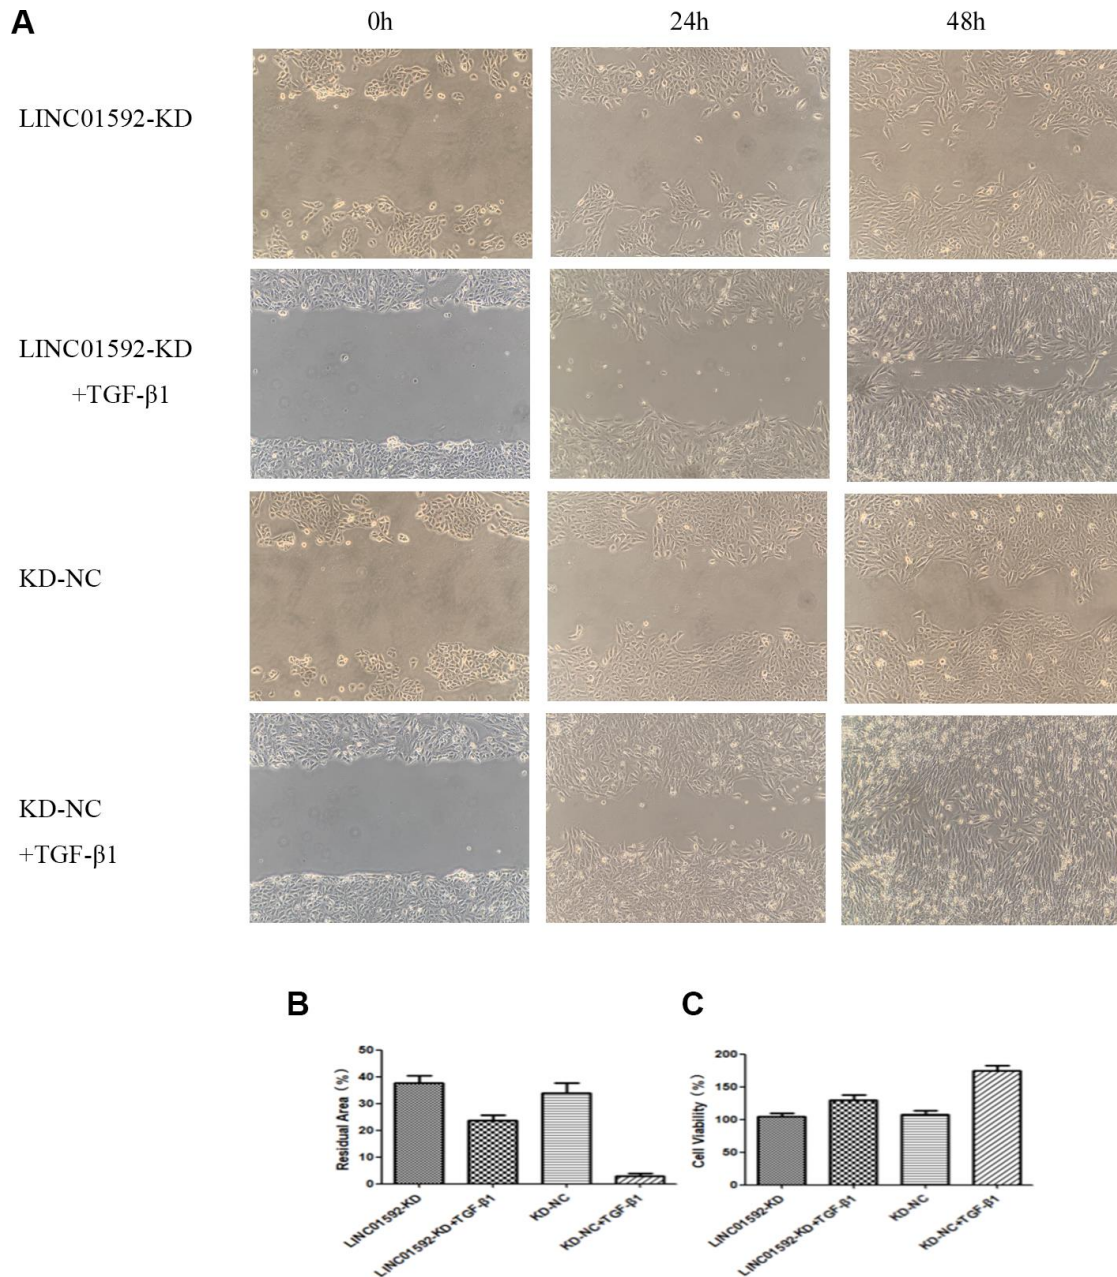 A
0h 24h 48h
LINC01592-KD
LINC01592-KD
+TGF-β1
KD-NC
KD-NC
+TGF-β1
B
C
Residual Area (%)
50
40
30
20
10
0
LINC01592-KD
LINC01592-KD+TGF-β1
KD-NC
KD-NC+TGF-β1
Cell Viability (%)
200
150
100
50
0
LINC01592-KD
LINC01592-KD+TGF-β1
KD-NC
KD-NC+TGF-β1